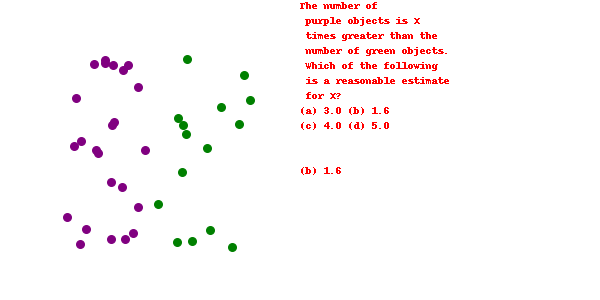 The number of
purple objects is X
times greater than the
number of green objects.
Which of the following
is a reasonable estimate
for X?
(a) 3.0 (b) 1.6
(c) 4.0 (d) 5.0
(b) 1.6